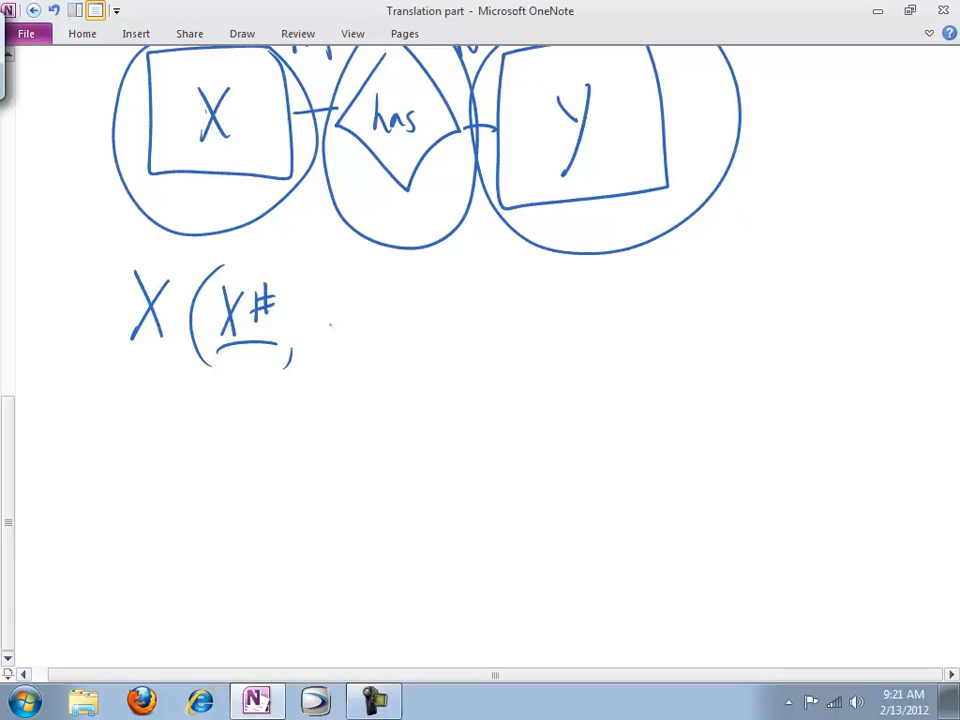 Translation part - Microsoft OneNote
File Home Insert Share Draw Review View Pages
X has Y
X (X#,
9:21 AM
2/13/2012